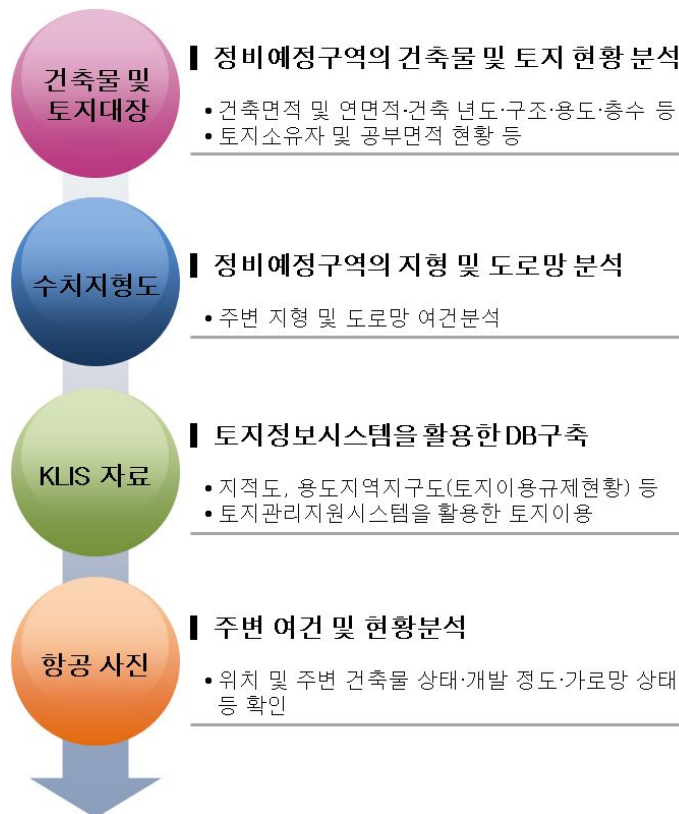 건축물 및
토지대장
▌ 정비예정구역의 건축물 및 토지 현황 분석
• 건축면적 및 연면적·건축 년도·구조·용도·층수 등
• 토지소유자 및 공부면적 현황 등
수치지형도
▌ 정비예정구역의 지형 및 도로망 분석
• 주변 지형 및 도로망 여건분석
KLIS 자료
▌ 토지정보시스템을 활용한 DB구축
• 지적도, 용도지역지구도(토지이용규제현황) 등
• 토지관리지원시스템을 활용한 토지이용
항공 사진
▌ 주변 여건 및 현황분석
• 위치 및 주변 건축물 상태·개발 정도·가로망 상태
등 확인